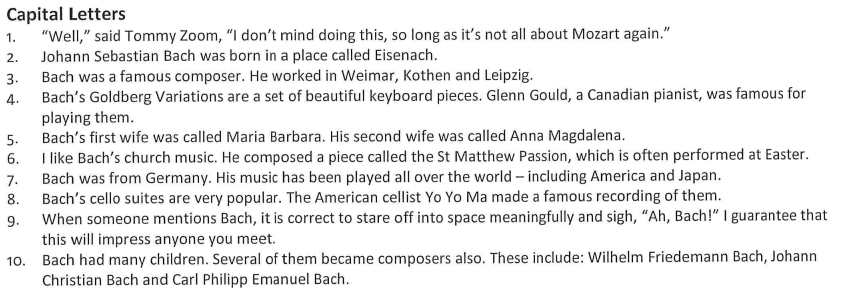 Capital Letters
1. “Well,” said Tommy Zoom, “I don’t mind doing this, so long as it’s not all about Mozart again.”
2. Johann Sebastian Bach was born in a place called Eisenach.
3. Bach was a famous composer. He worked in Weimar, Kothen and Leipzig.
4. Bach’s Goldberg Variations are a set of beautiful keyboard pieces. Glenn Gould, a Canadian pianist, was famous for
playing them.
5. Bach’s first wife was called Maria Barbara. His second wife was called Anna Magdalena.
6. I like Bach’s church music. He composed a piece called the St Matthew Passion, which is often performed at Easter.
7. Bach was from Germany. His music has been played all over the world – including America and Japan.
8. Bach’s cello suites are very popular. The American cellist Yo Yo Ma made a famous recording of them.
9. When someone mentions Bach, it is correct to stare off into space meaningfully and sigh, “Ah, Bach!” I guarantee that
this will impress anyone you meet.
10. Bach had many children. Several of them became composers also. These include: Wilhelm Friedemann Bach, Johann
Christian Bach and Carl Philipp Emanuel Bach.